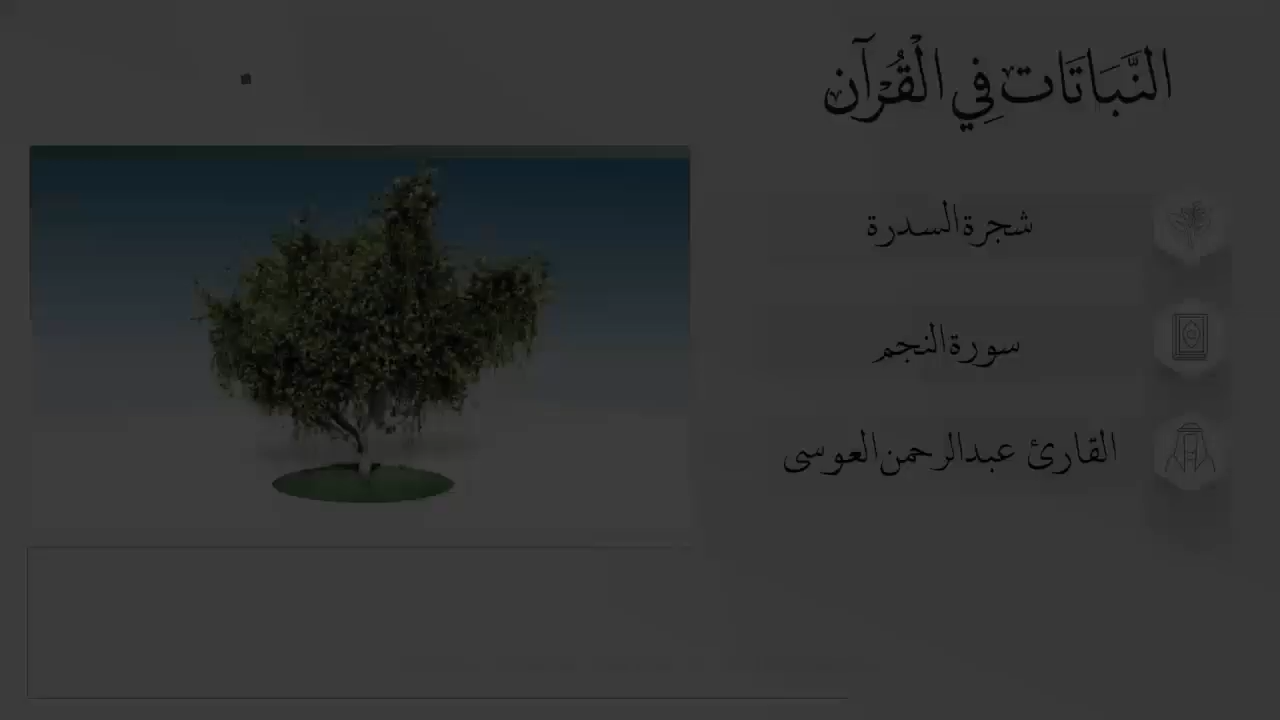 النَّبَاتَات فِي الْقُرْآن
شجرة السدرة
سورة النجم
القارئ عبدالرحمن العوسى